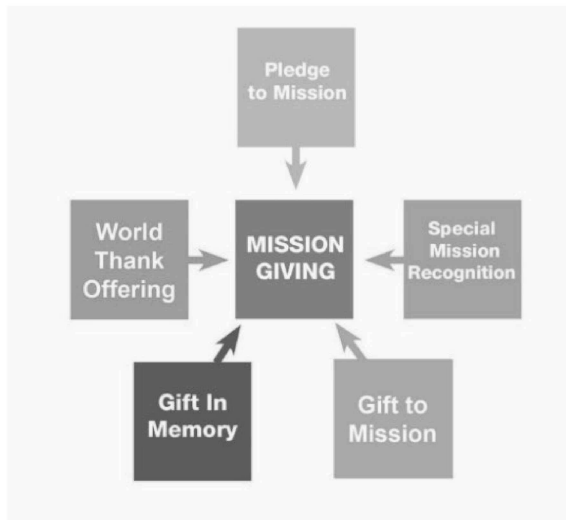 Pledge
to Mission
World
Thank
Offering
MISSION
GIVING
Special
Mission
Recognition
Gift In
Memory
Gift to
Mission